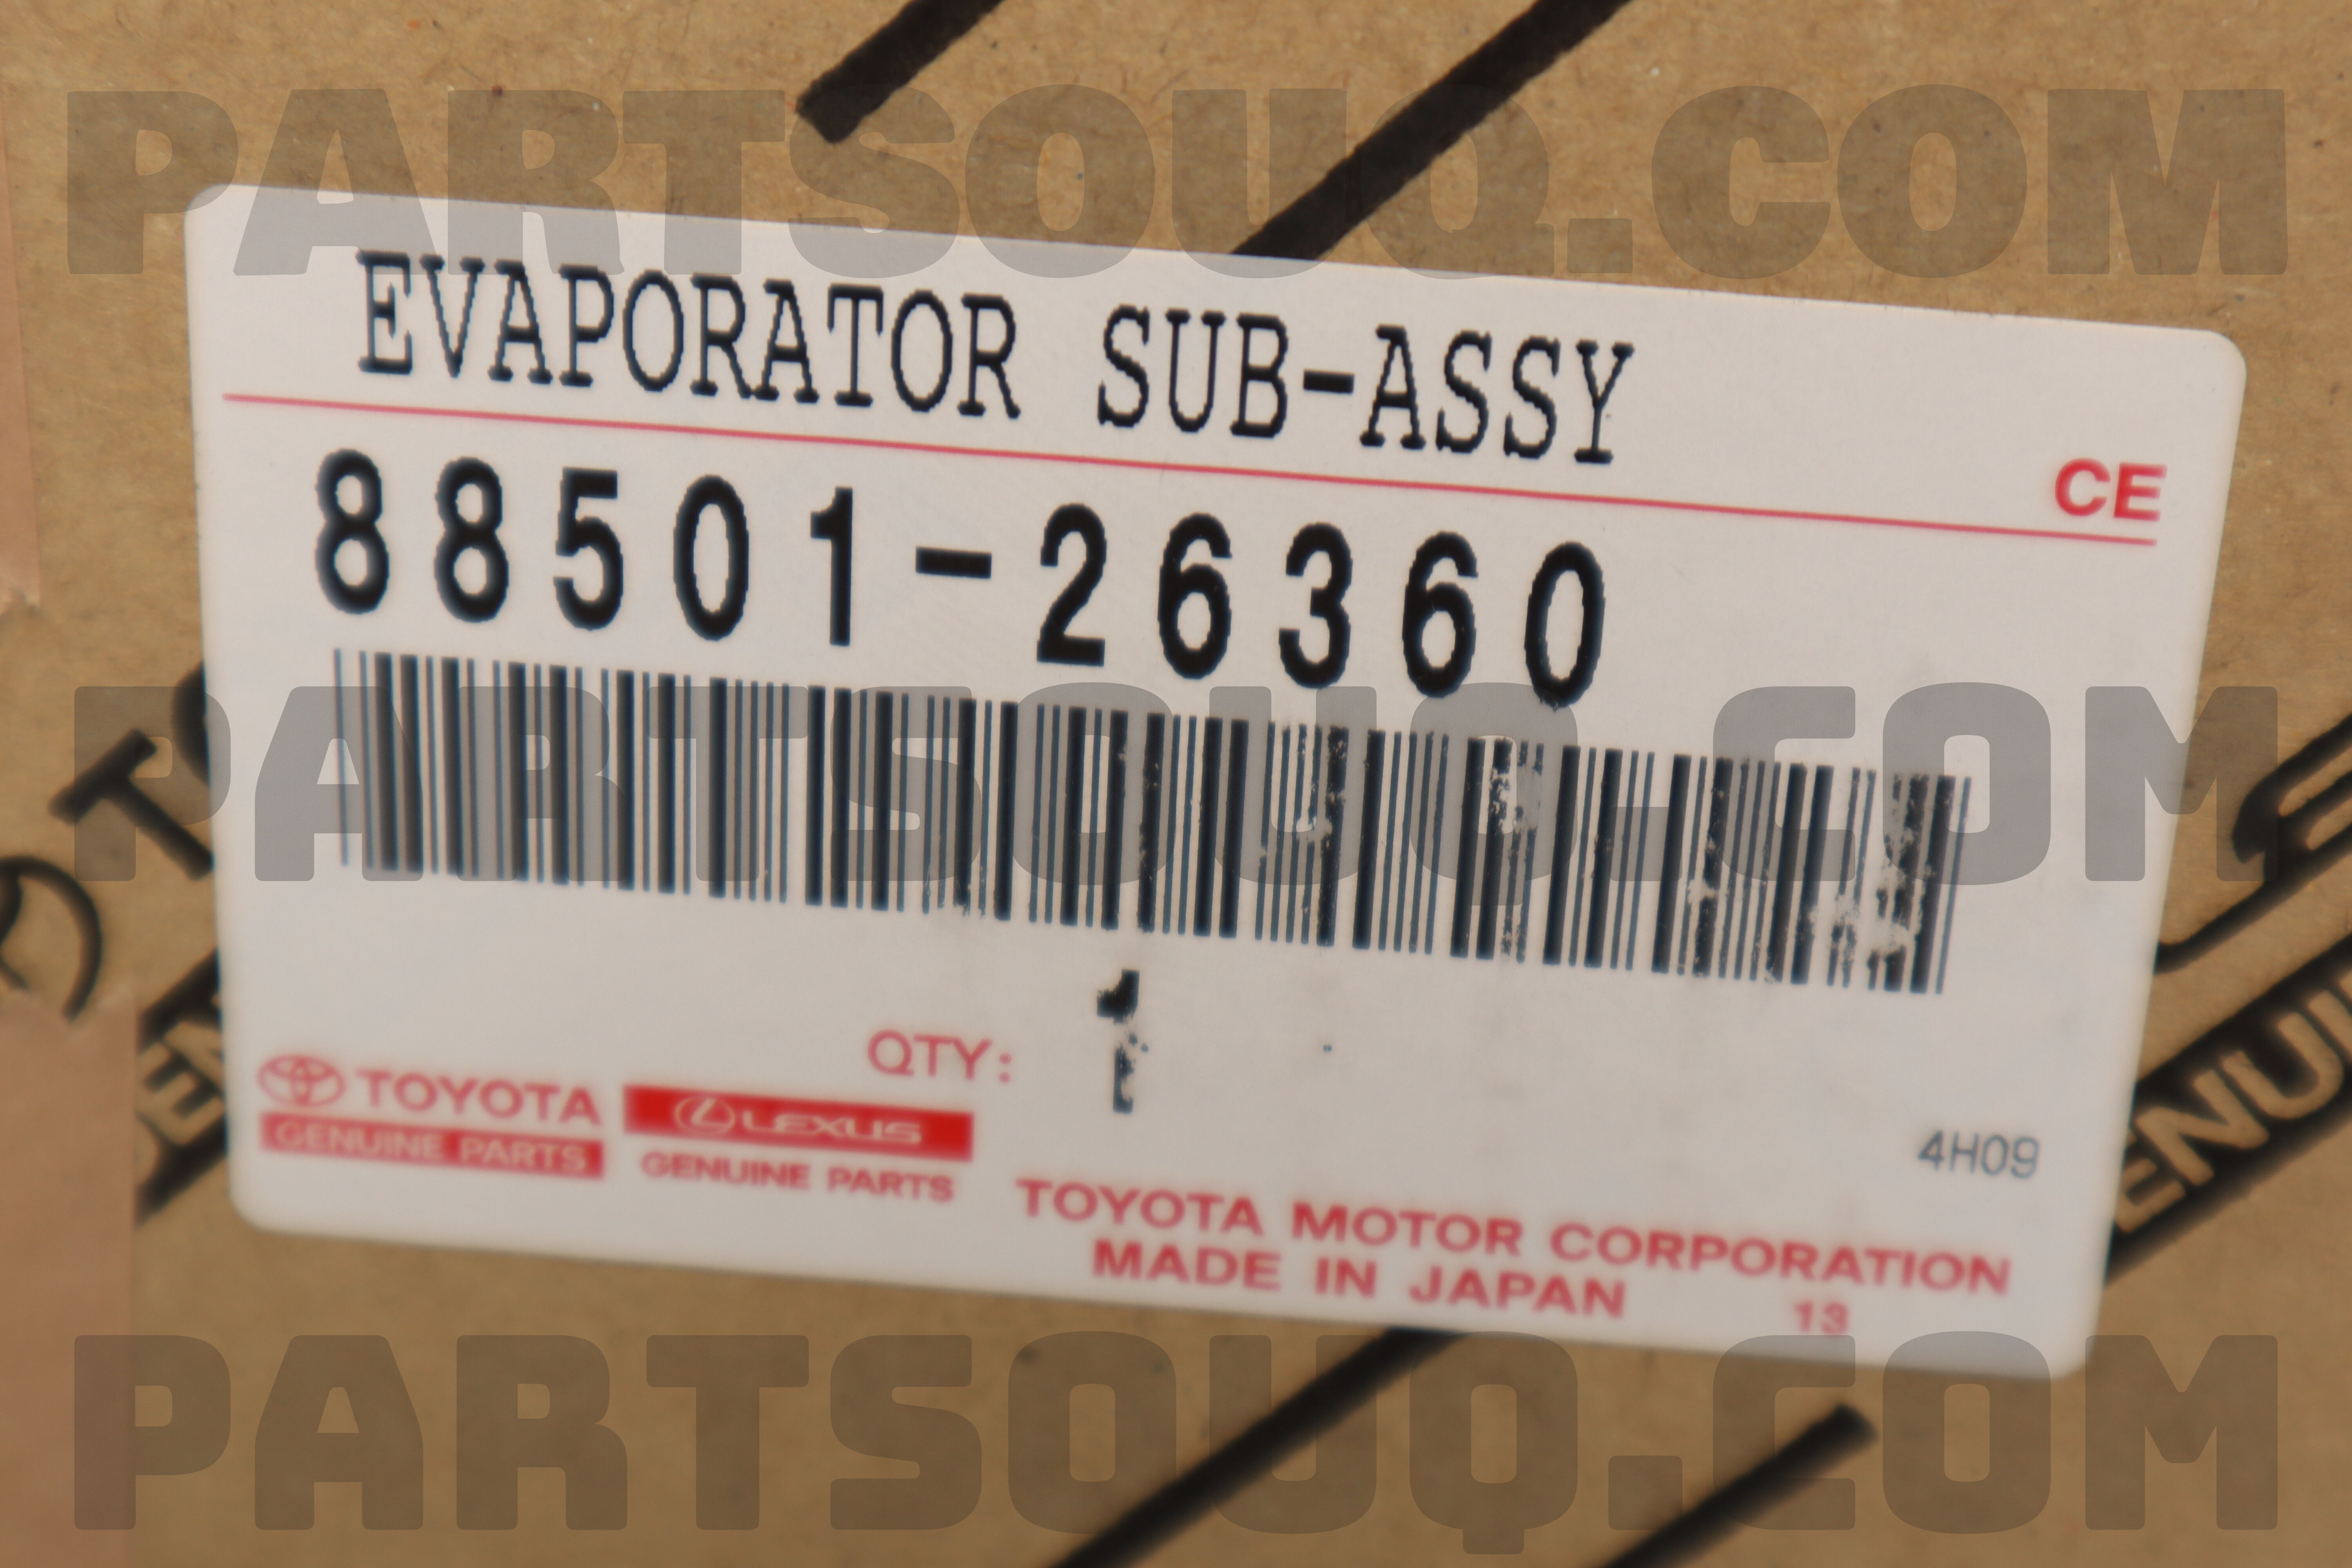 PARTSOUQ.COM
EVAPORATOR SUB-ASSY
CE
88501-26360
PARTSOUQ.COM
QTY: 1
TOYOTA
GENUINE PARTS
LEXUS
GENUINE PARTS
4H09
TOYOTA MOTOR CORPORATION
MADE IN JAPAN 13
PARTSOUQ.COM